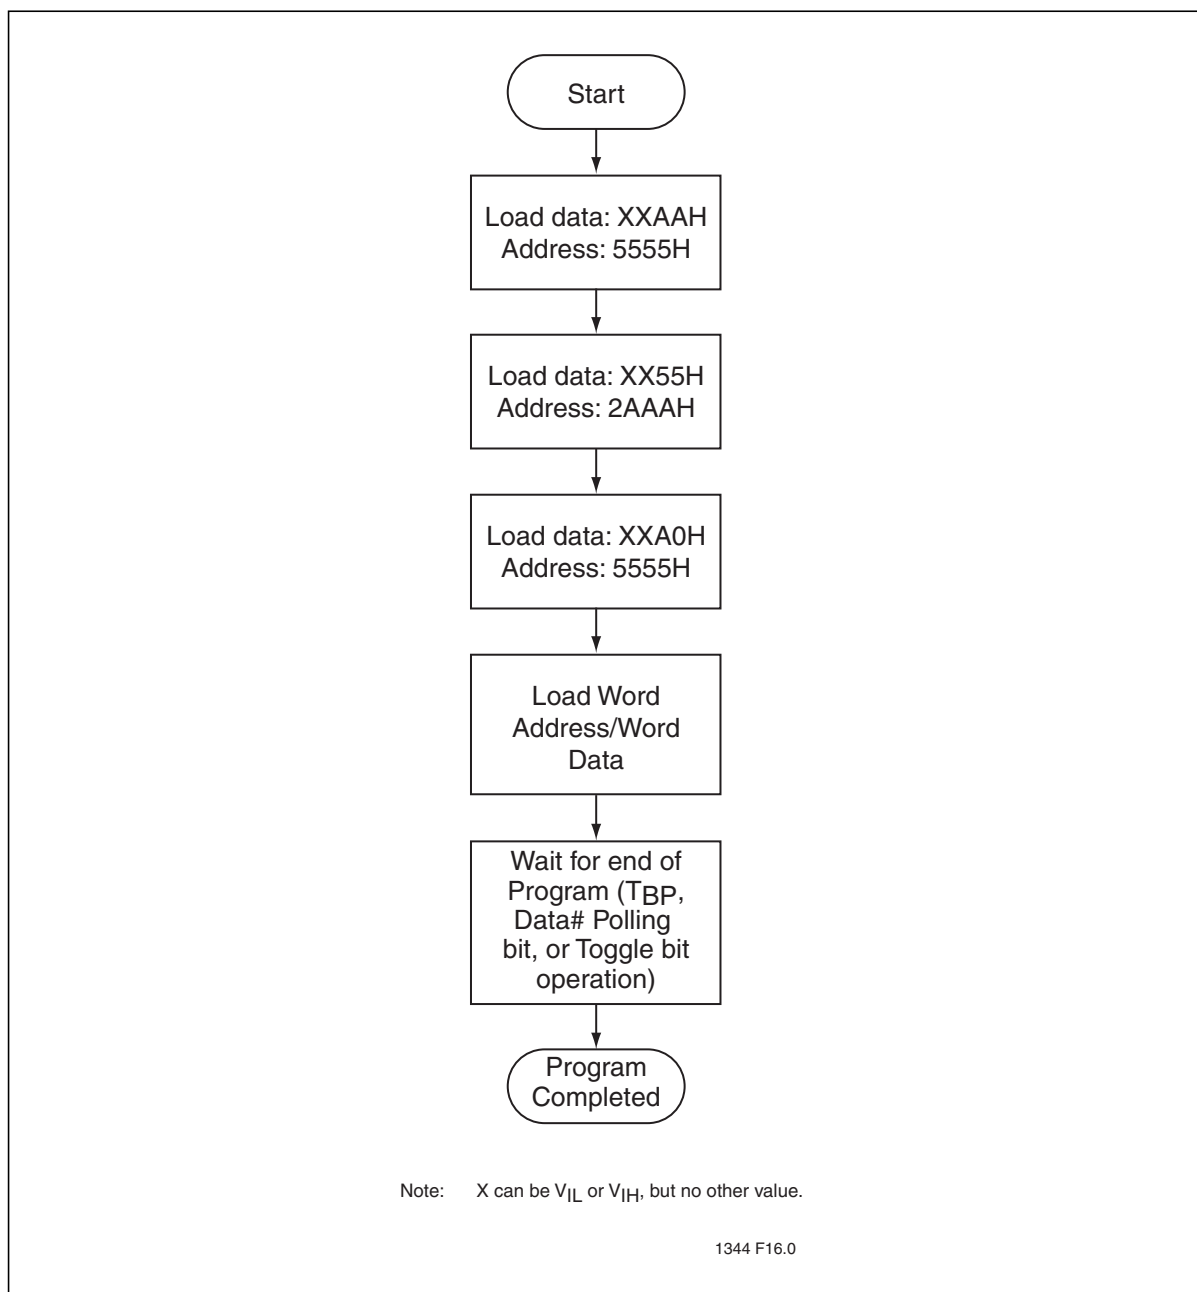 Start
Load data: XXAAH
Address: 5555H
Load data: XX55H
Address: 2AAAH
Load data: XXA0H
Address: 5555H
Load Word
Address/Word
Data
Wait for end of
Program (TBP,
Data# Polling
bit, or Toggle bit
operation)
Program
Completed
Note: X can be VIL or VIH, but no other value.
1344 F16.0